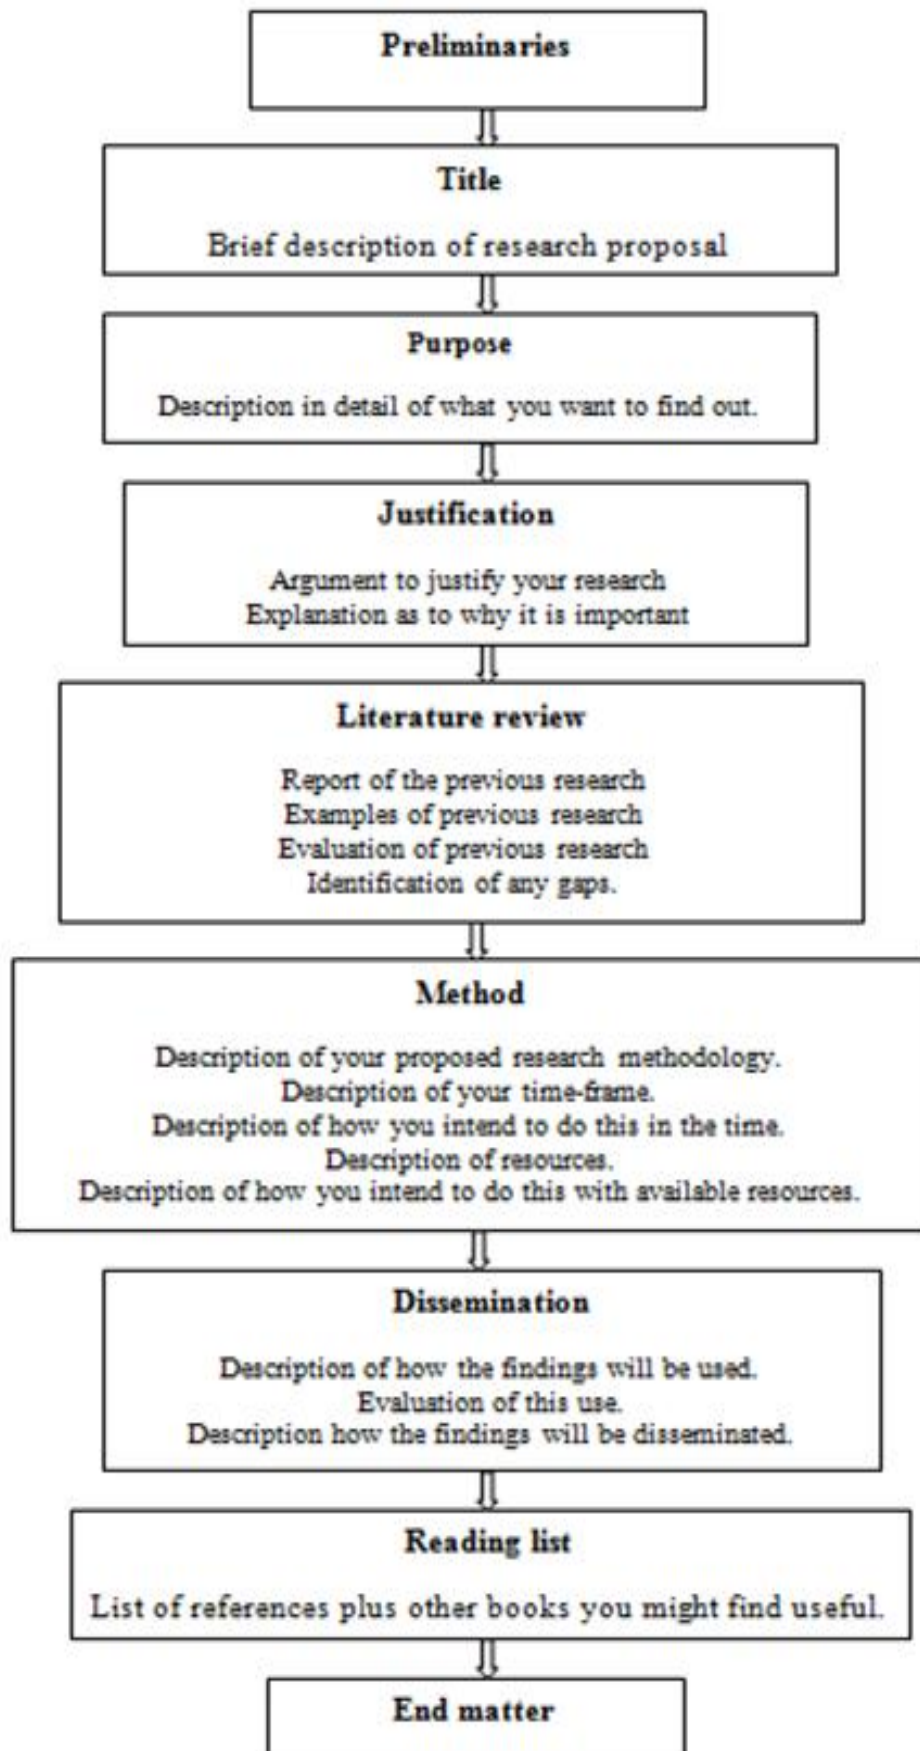 Preliminaries
Title
Brief description of research proposal
Purpose
Description in detail of what you want to find out.
Justification
Argument to justify your research
Explanation as to why it is important
Literature review
Report of the previous research
Examples of previous research
Evaluation of previous research
Identification of any gaps.
Method
Description of your proposed research methodology.
Description of your time-frame.
Description of how you intend to do this in the time.
Description of resources.
Description of how you intend to do this with available resources.
Dissemination
Description of how the findings will be used.
Evaluation of this use.
Description how the findings will be disseminated.
Reading list
List of references plus other books you might find useful.
End matter